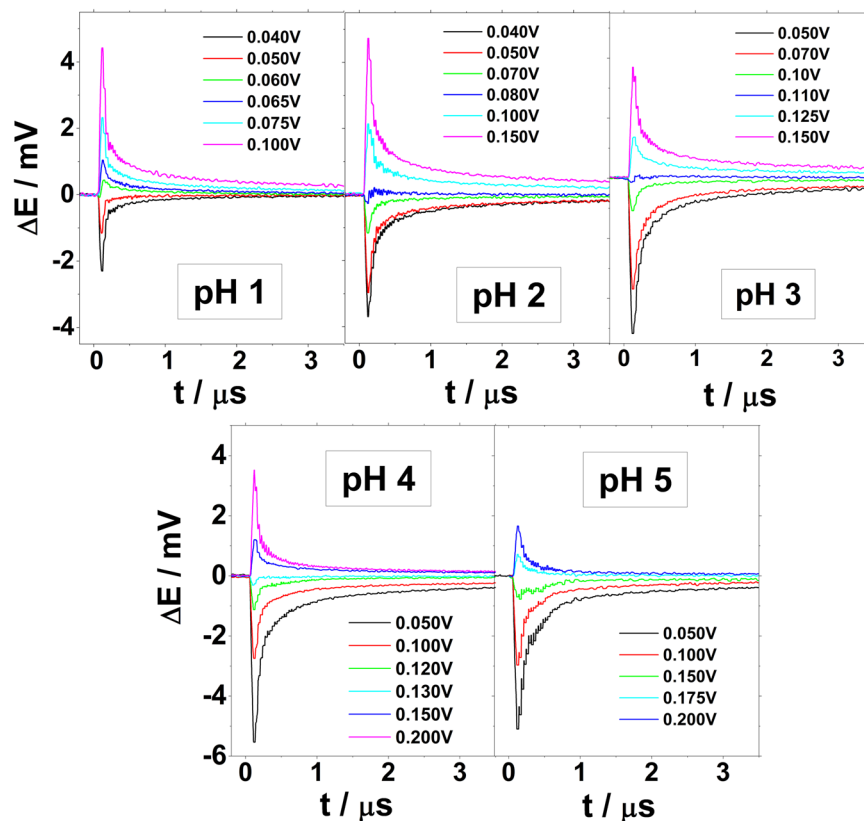 ΔE / mV
4
2
0
-2
-4
0.040V
0.050V
0.060V
0.065V
0.075V
0.100V
pH 1
0 1 2 3
t / μs
0.040V
0.050V
0.070V
0.080V
0.100V
0.150V
pH 2
0 1 2 3
t / μs
0.050V
0.070V
0.10V
0.110V
0.125V
0.150V
pH 3
0 1 2 3
t / μs
ΔE / mV
4
2
0
-2
-4
-6
pH 4
0.050V
0.100V
0.120V
0.130V
0.150V
0.200V
0 1 2 3
t / μs
pH 5
0.050V
0.100V
0.150V
0.175V
0.200V
0 1 2 3
t / μs